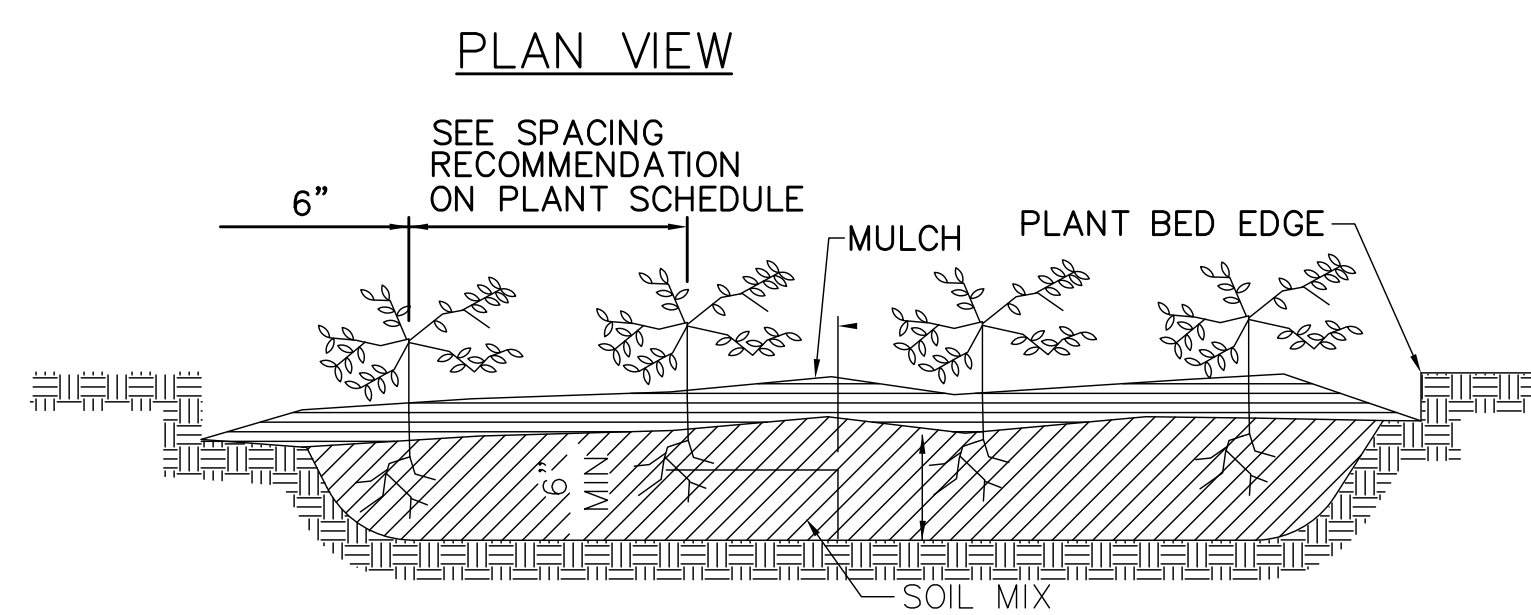 PLAN VIEW
SEE SPACING
RECOMMENDATION
ON PLANT SCHEDULE
6"
MULCH
PLANT BED EDGE
6"
MIN
SOIL MIX